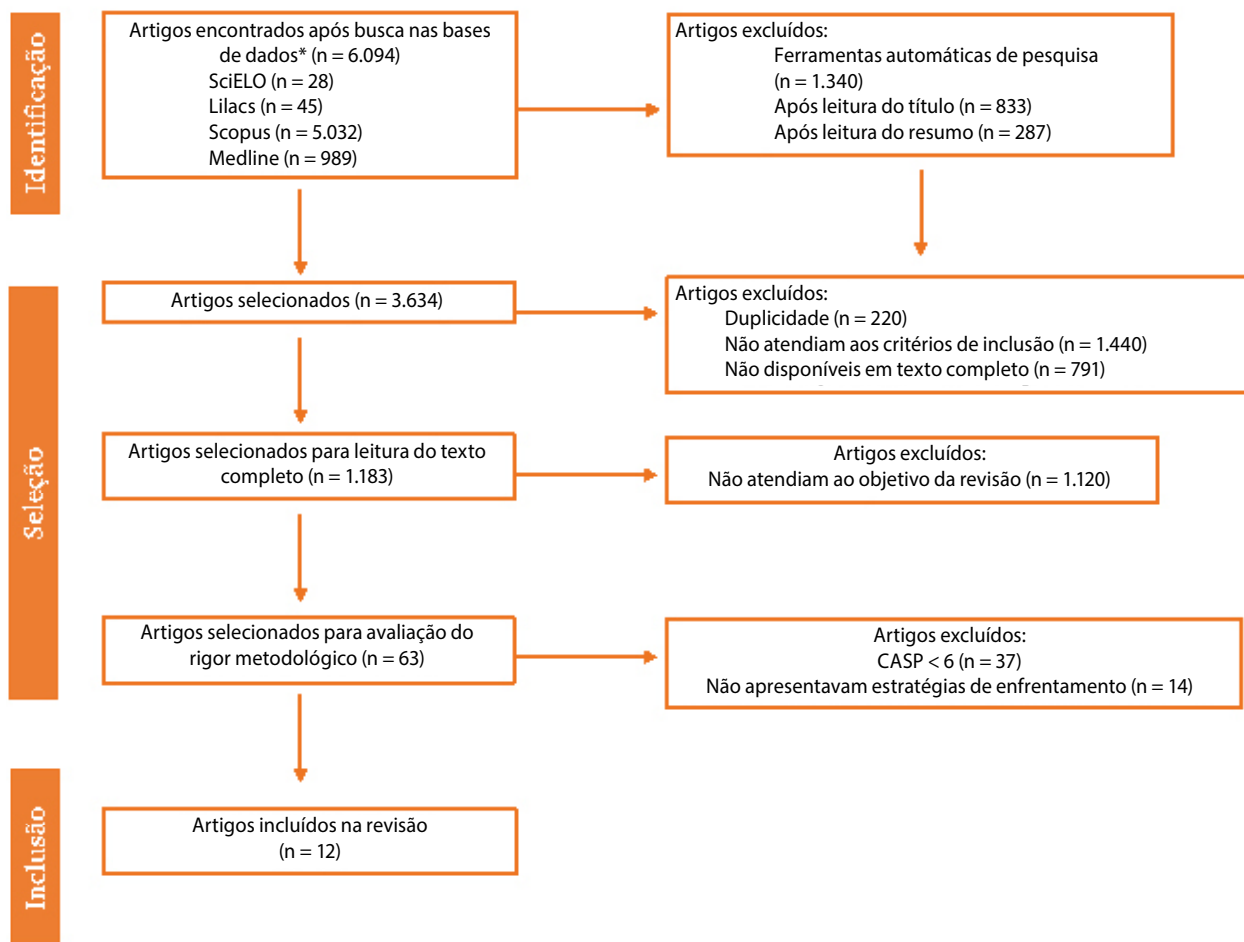 Identificação
Artigos encontrados após busca nas bases
de dados* (n = 6.094)
SciELO (n = 28)
Lilacs (n = 45)
Scopus (n = 5.032)
Medline (n = 989)
Artigos excluídos:
Ferramentas automáticas de pesquisa
(n = 1.340)
Após leitura do título (n = 833)
Após leitura do resumo (n = 287)
Seleção
Artigos selecionados (n = 3.634)
Artigos excluídos:
Duplicidade (n = 220)
Não atendiam aos critérios de inclusão (n = 1.440)
Não disponíveis em texto completo (n = 791)
Artigos selecionados para leitura do texto
completo (n = 1.183)
Artigos excluídos:
Não atendiam ao objetivo da revisão (n = 1.120)
Artigos selecionados para avaliação do
rigor metodológico (n = 63)
Artigos excluídos:
CASP < 6 (n = 37)
Não apresentavam estratégias de enfrentamento (n = 14)
Inclusão
Artigos incluídos na revisão
(n = 12)